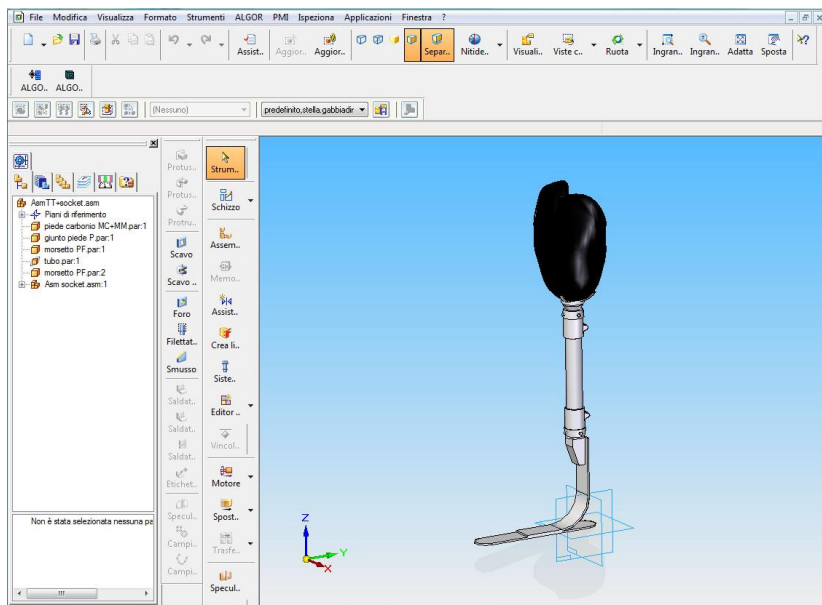 File Modifica Visualizza Formato Strumenti ALGOR PMI Ispeziona Applicazioni Finestra ?
Assist.. Aggior.. Aggior.. Separ.. Nitide.. Visuali.. Viste c.. Ruota Ingran.. Ingran.. Adatta Sposta
ALGO.. ALGO..
(Nessuno) predefinito,stella.gabbiadir
AsmTT+socket.asm
Piani di riferimento
piede carbonio MC+MM.par:1
giunto piede P.par:1
morsetto PF.par:1
tubo.par:1
morsetto PF.par:2
Asm socket.asm:1
Non è stata selezionata nessuna pa
Protus..
Protus..
Protru..
Scavo
Scavo ..
Foro
Filettat..
Smusso
Saldat..
Saldat..
Saldat..
Etichet..
Specul..
Campi..
Campi..
Strum..
Schizzo
Assem..
Memo..
Assist..
Crea li..
Siste..
Editor ..
Vincol..
Motore
Spost..
Trasfe..
Specul..
Z
Y
X